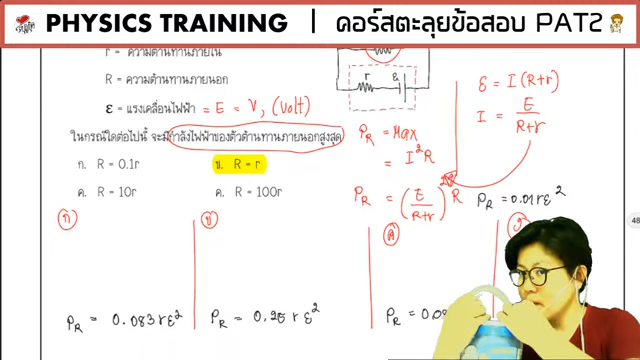 PHYSICS TRAINING | คอร์สตะลุยข้อสอบ PAT2
r = ความต้านทานภายใน
R = ความต้านทานภายนอก
ε = แรงเคลื่อนไฟฟ้า = E = V, (volt)
r ε
ε = I(R+r)
I = E/(R+r)
ในกรณีใดต่อไปนี้ จะมีกำลังไฟฟ้าของตัวต้านทานภายนอกสูงสุด
P_R = Max
= I²R
ก. R = 0.1r
ข. R = r
ค. R = 10r
ค. R = 100r
P_R = (E/(R+r))² R
P_R = 0.01rε²
ก
ข
ค
P_R = 0.083rε²
P_R = 0.25rε²
48